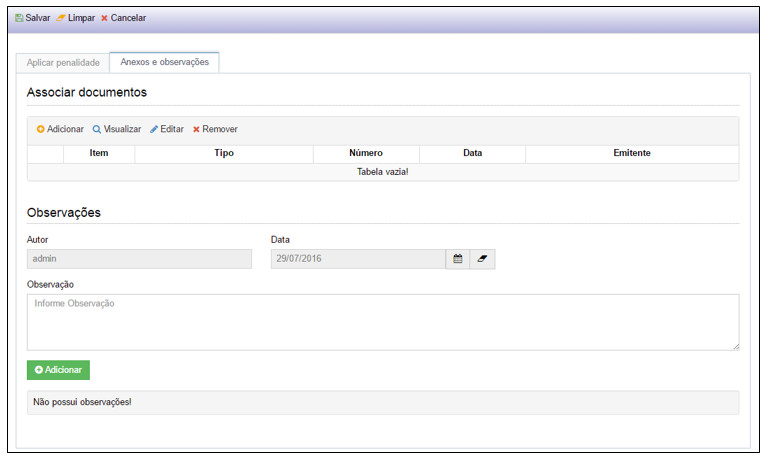 Salvar Limpar Cancelar
Aplicar penalidade Anexos e observações
Associar documentos
Adicionar Visualizar Editar Remover
Item Tipo Número Data Emitente
Tabela vazia!
Observações
Autor Data
admin 29/07/2016
Observação
Informe Observação
Adicionar
Não possui observações!